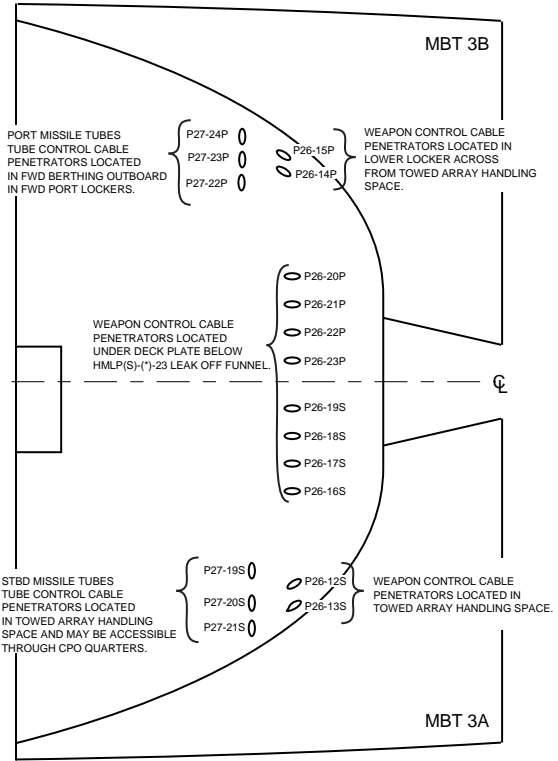 MBT 3B
PORT MISSILE TUBES
TUBE CONTROL CABLE
PENETRATORS LOCATED
IN FWD BERTHING OUTBOARD
IN FWD PORT LOCKERS.
P27-24P
P27-23P
P27-22P
P26-15P
P26-14P
WEAPON CONTROL CABLE
PENETRATORS LOCATED IN
LOWER LOCKER ACROSS
FROM TOWED ARRAY HANDLING
SPACE.
WEAPON CONTROL CABLE
PENETRATORS LOCATED
UNDER DECK PLATE BELOW
HMLP(S)-(*)-23 LEAK OFF FUNNEL.
P26-20P
P26-21P
P26-22P
P26-23P
P26-19S
P26-18S
P26-17S
P26-16S
℄
STBD MISSILE TUBES
TUBE CONTROL CABLE
PENETRATORS LOCATED
IN TOWED ARRAY HANDLING
SPACE AND MAY BE ACCESSIBLE
THROUGH CPO QUARTERS.
P27-19S
P27-20S
P27-21S
P26-12S
P26-13S
WEAPON CONTROL CABLE
PENETRATORS LOCATED IN
TOWED ARRAY HANDLING SPACE.
MBT 3A